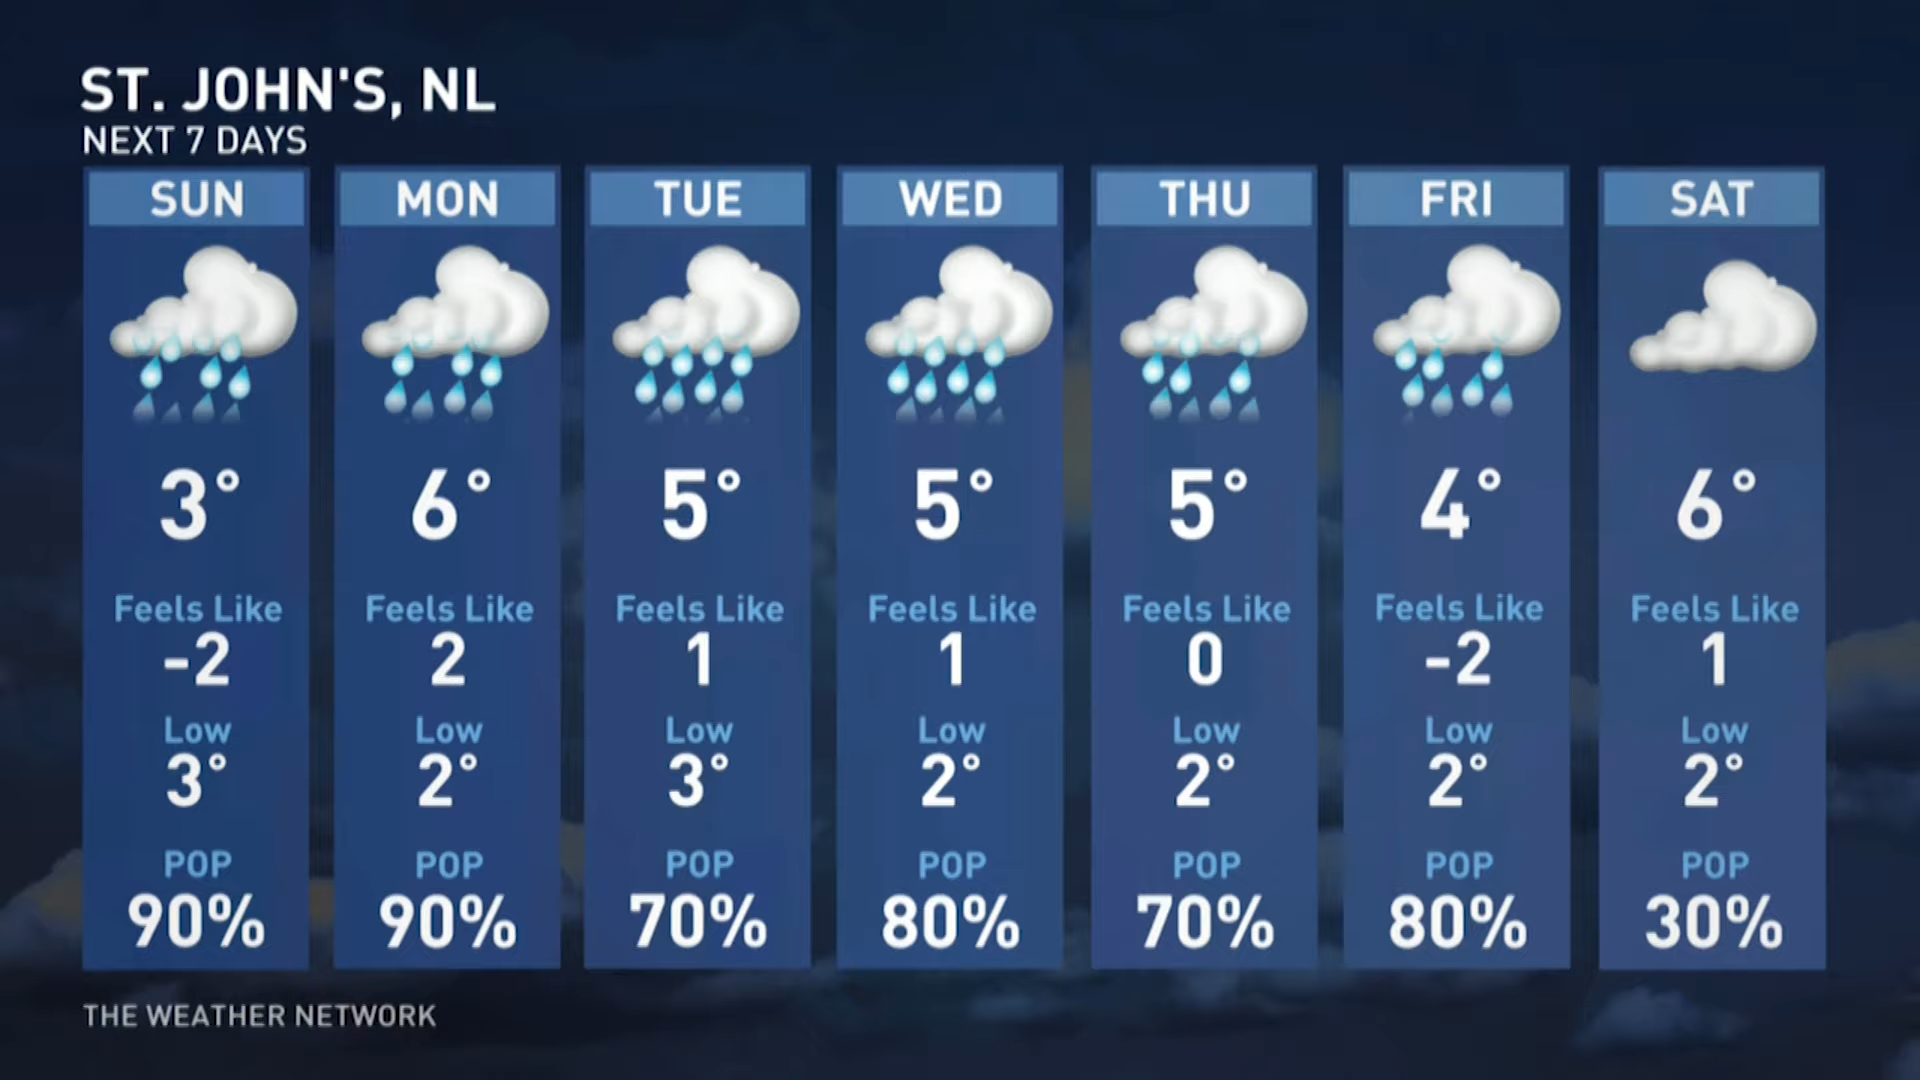 ST. JOHN'S, NL
NEXT 7 DAYS
SUN MON TUE WED THU FRI SAT
3° 6° 5° 5° 5° 4° 6°
Feels Like Feels Like Feels Like Feels Like Feels Like Feels Like Feels Like
-2 2 1 1 0 -2 1
Low Low Low Low Low Low Low
3° 2° 3° 2° 2° 2° 2°
POP POP POP POP POP POP POP
90% 90% 70% 80% 70% 80% 30%
THE WEATHER NETWORK